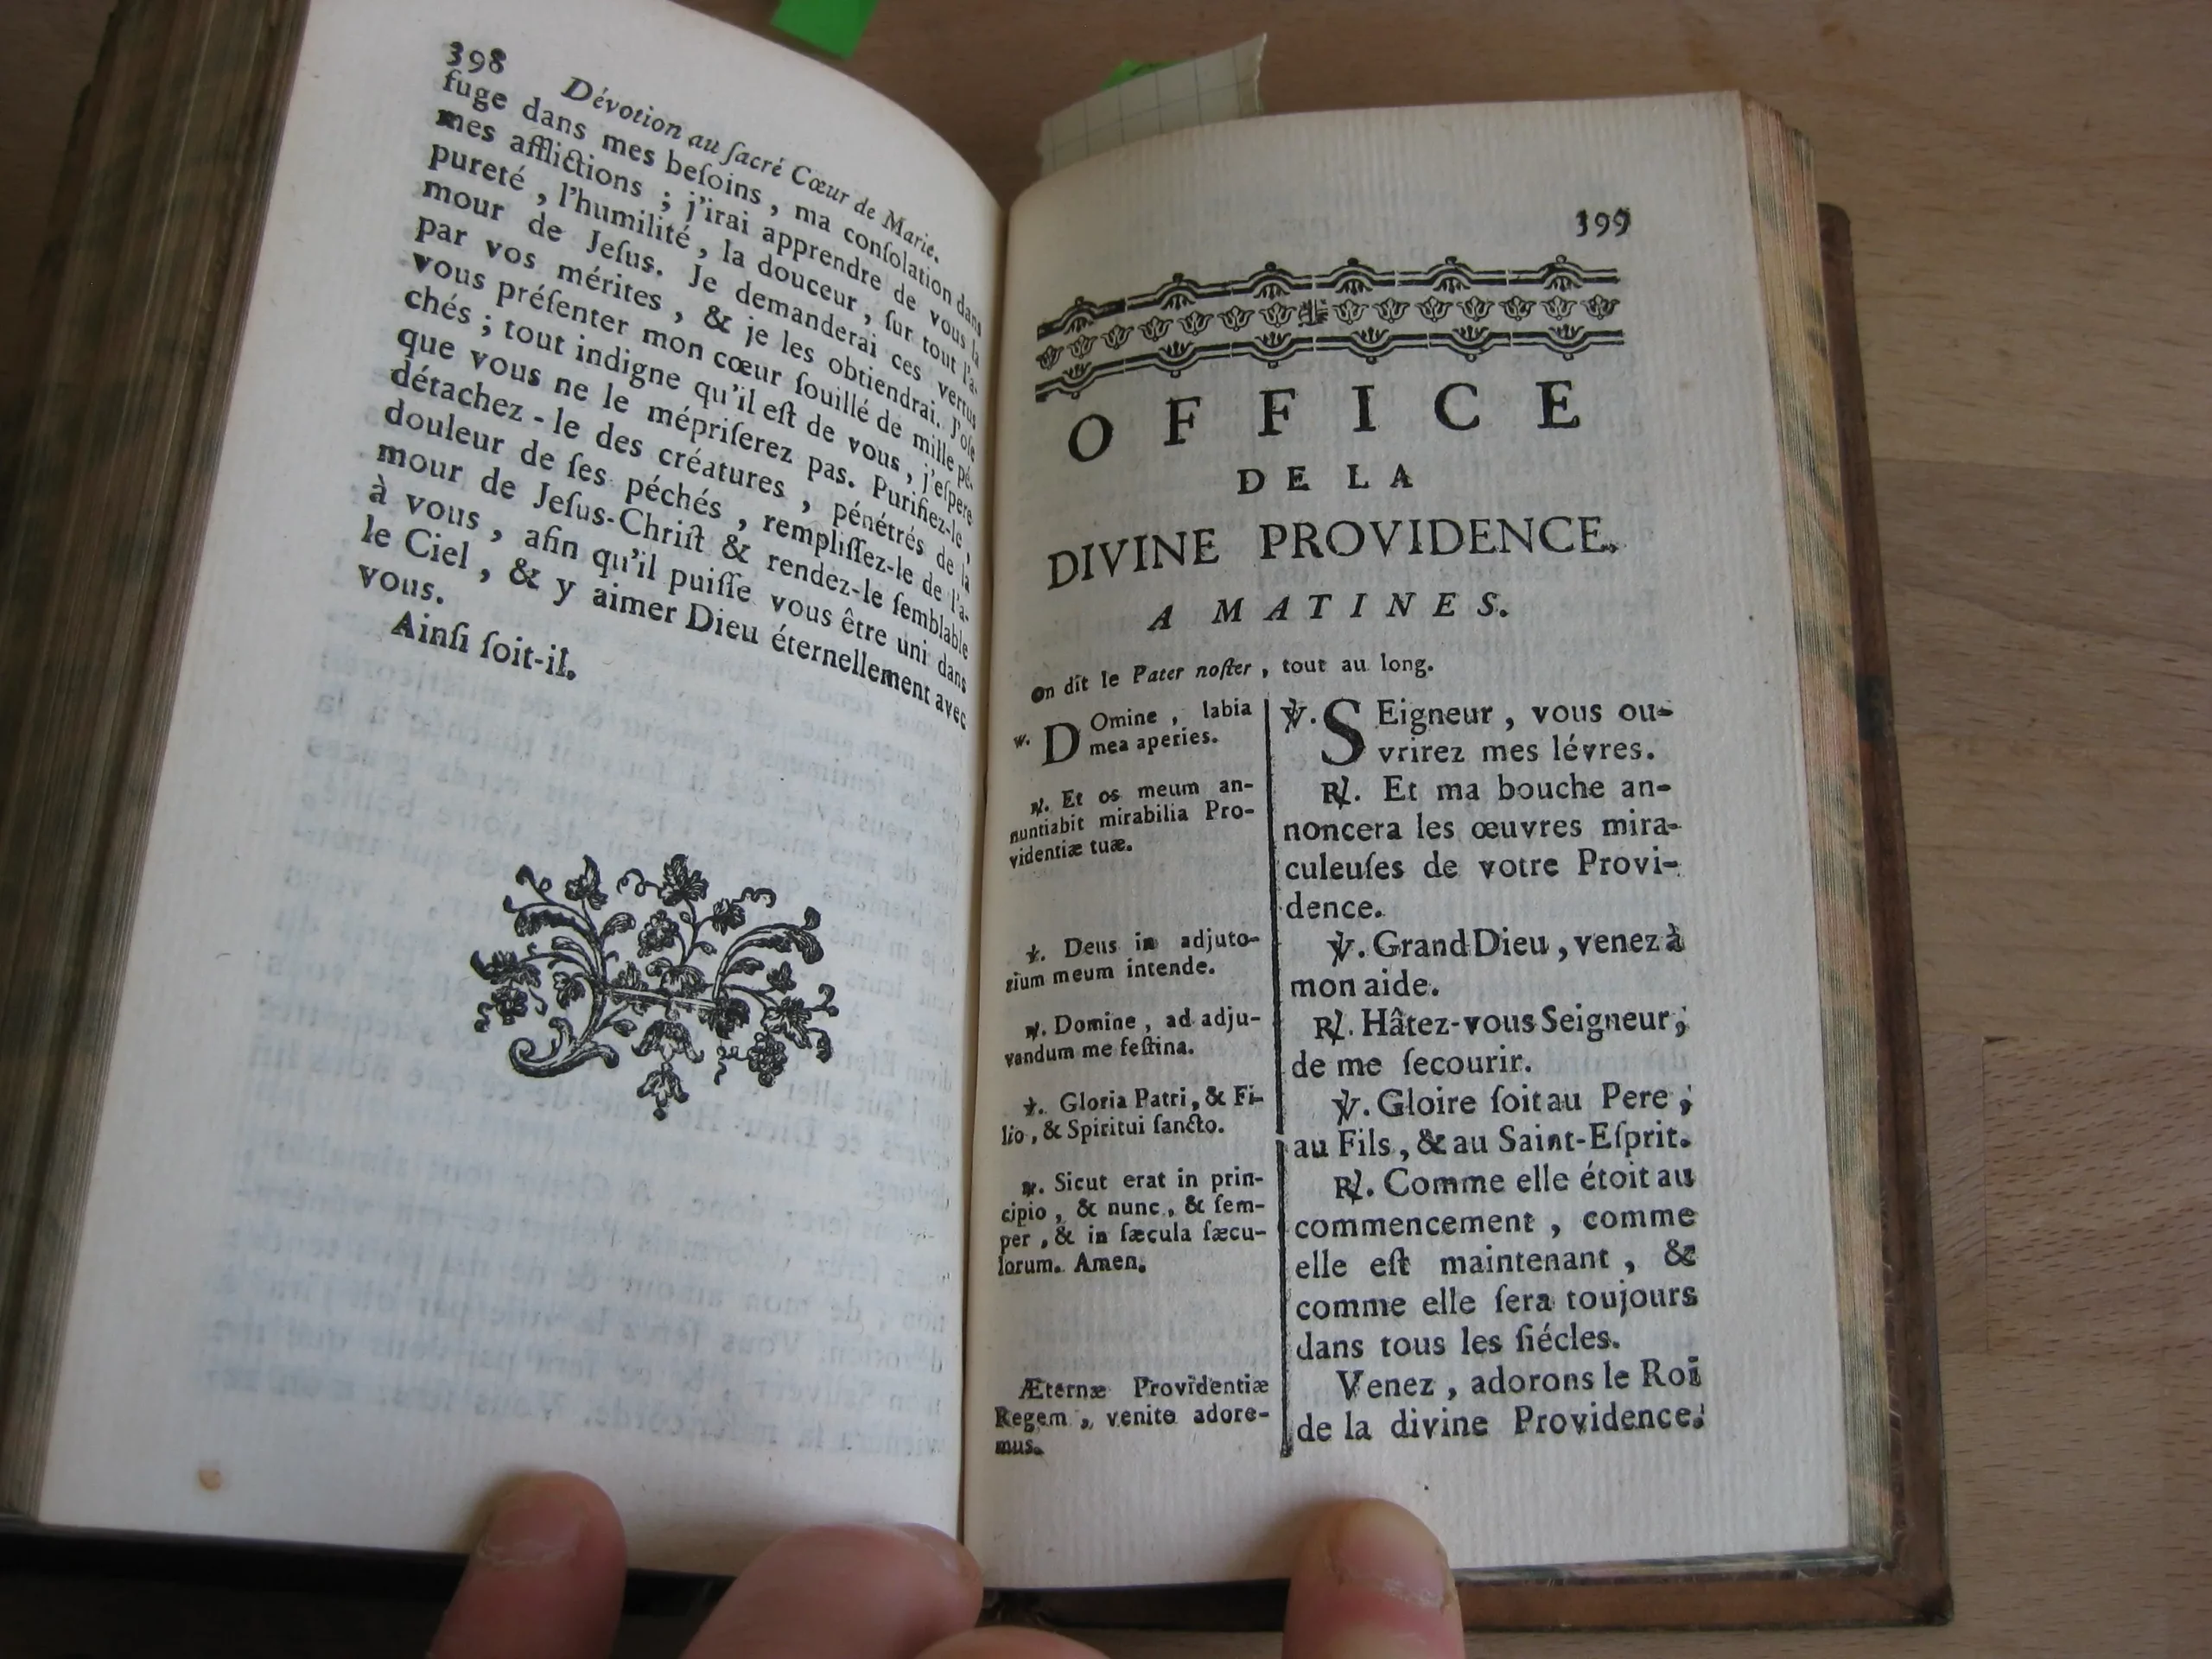 398 Dévotion au ſacré Cœur de Marie.
fuge dans mes beſoins, ma conſolation dans
mes afflictions ; j'irai apprendre de vous la
pureté, l'humilité, la douceur, ſur tout l'a-
mour de Jeſus. Je demanderai ces vertus
par vos mérites, & je les obtiendrai. J'oſe
vous préſenter mon cœur ſouillé de mille pé-
chés ; tout indigne qu'il eſt de vous, j'eſpere
que vous ne le mépriſerez pas. Purifiez-le,
détachez-le des créatures, pénétrés de la
douleur de ſes péchés, rempliſſez-le de l'a-
mour de Jeſus-Chriſt & rendez-le ſemblable
à vous, afin qu'il puiſſe vous être uni dans
le Ciel, & y aimer Dieu éternellement avec
vous.
Ainſi ſoit-il.
399
OFFICE
DE LA
DIVINE PROVIDENCE.
A MATINES.
On dit le Pater noſter, tout au long.
℣. DOmine, labia
mea aperies.
℟. Et os meum an-
nuntiabit mirabilia Pro-
videntiæ tuæ.
℣. Deus in adjuto-
rium meum intende.
℟. Domine, ad adju-
vandum me feſtina.
℣. Gloria Patri, & Fi-
lio, & Spiritui ſancto.
℟. Sicut erat in prin-
cipio, & nunc, & ſem-
per, & in ſæcula ſæcu-
lorum. Amen.
Æternæ Providentiæ
Regem, venite adore-
mus.
℣. SEigneur, vous ou-
vrirez mes lévres.
℟. Et ma bouche an-
noncera les œuvres mira-
culeuſes de votre Provi-
dence.
℣. Grand Dieu, venez à
mon aide.
℟. Hâtez-vous Seigneur,
de me ſecourir.
℣. Gloire ſoit au Pere,
au Fils, & au Saint-Eſprit.
℟. Comme elle étoit au
commencement, comme
elle eſt maintenant, &
comme elle ſera toujours
dans tous les ſiécles.
Venez, adorons le Roi
de la divine Providence.